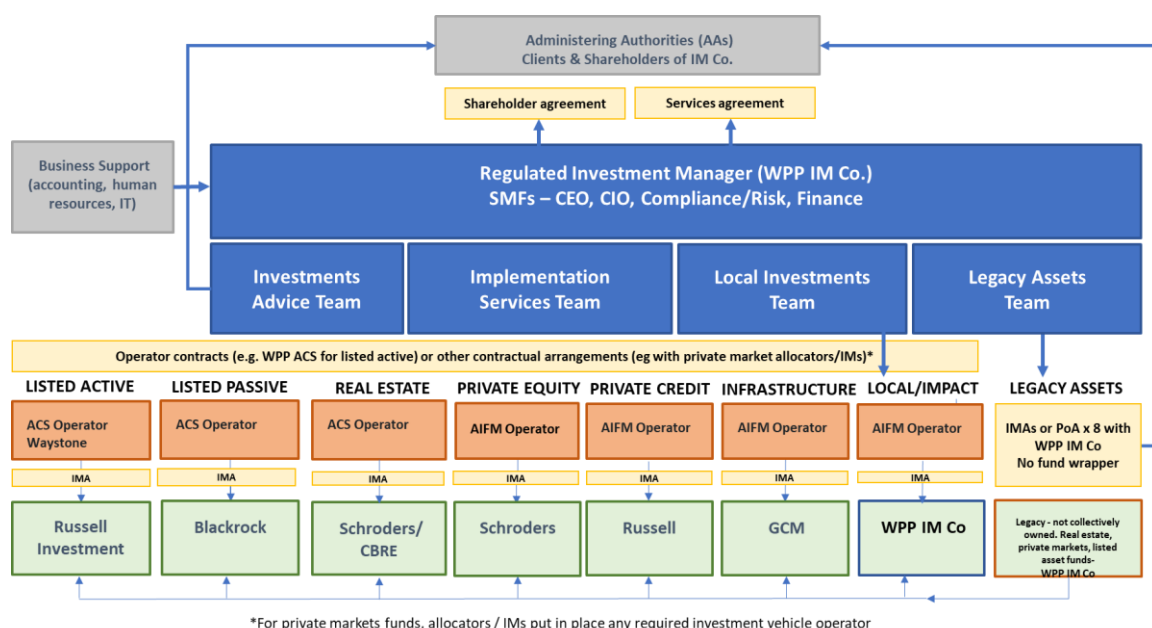 Administering Authorities (AAs)
Clients & Shareholders of IM Co.
Shareholder agreement
Services agreement
Business Support
(accounting, human
resources, IT)
Regulated Investment Manager (WPP IM Co.)
SMFs – CEO, CIO, Compliance/Risk, Finance
Investments
Advice Team
Implementation
Services Team
Local Investments
Team
Legacy Assets
Team
Operator contracts (e.g. WPP ACS for listed active) or other contractual arrangements (eg with private market allocators/IMs)*
LISTED ACTIVE
LISTED PASSIVE
REAL ESTATE
PRIVATE EQUITY
PRIVATE CREDIT
INFRASTRUCTURE
LOCAL/IMPACT
LEGACY ASSETS
ACS Operator
Waystone
ACS Operator
ACS Operator
AIFM Operator
AIFM Operator
AIFM Operator
AIFM Operator
IMAs or PoA x 8 with
WPP IM Co
No fund wrapper
IMA
IMA
IMA
IMA
IMA
IMA
IMA
Russell
Investment
Blackrock
Schroders/
CBRE
Schroders
Russell
GCM
WPP IM Co
Legacy - not collectively
owned. Real estate,
private markets, listed
asset funds-
WPP IM Co
*For private markets funds, allocators / IMs put in place any required investment vehicle operator